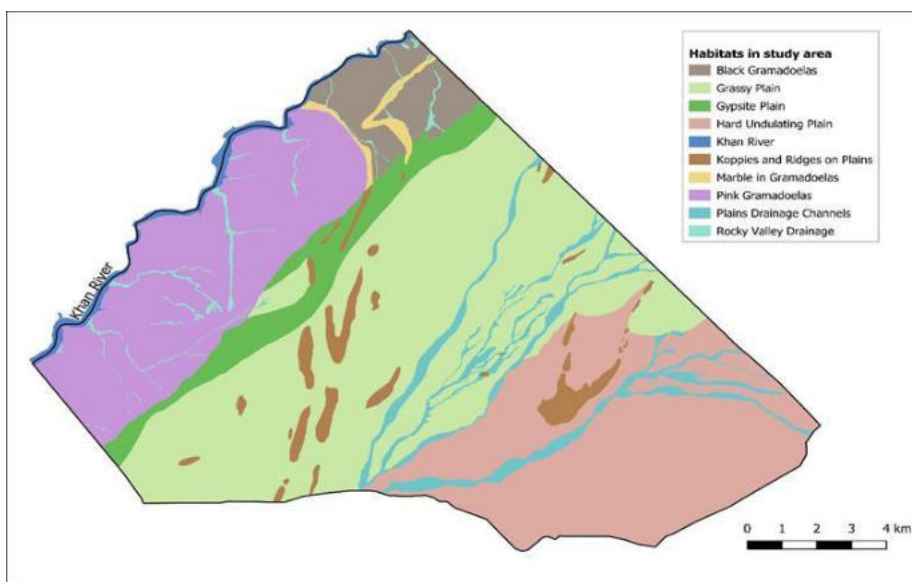 Habitats in study area
Black Gramadoelas
Grassy Plain
Gypsite Plain
Hard Undulating Plain
Khan River
Koppies and Ridges on Plains
Marble in Gramadoelas
Pink Gramadoelas
Plains Drainage Channels
Rocky Valley Drainage
Khan River
0 1 2 3 4 km